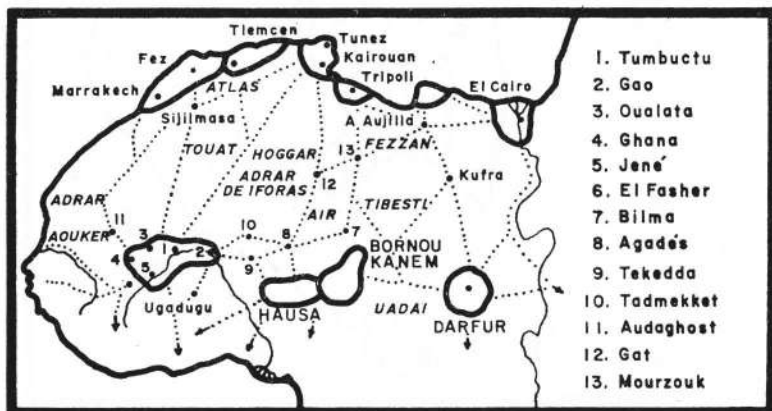 Tlemcen
Tunez
Fez
Kairouan
Marrakech
ATLAS
Tripoli
El Cairo
Sijilmasa
A Aujilla
TOUAT
HOGGAR
13
FEZZAN
ADRAR
DE IFORAS
12
Kufra
ADRAR
TIBESTI
AIR
11
10
7
AOUKER
3
1
2
8
BORNOU
KANEM
4
5
9
Ugadugu
HAUSA
UADAI
DARFUR
1. Tumbuctu
2. Gao
3. Oualata
4. Ghana
5. Jené
6. El Fasher
7. Bilma
8. Agadés
9. Tekedda
10. Tadmekket
11. Audaghost
12. Gat
13. Mourzouk